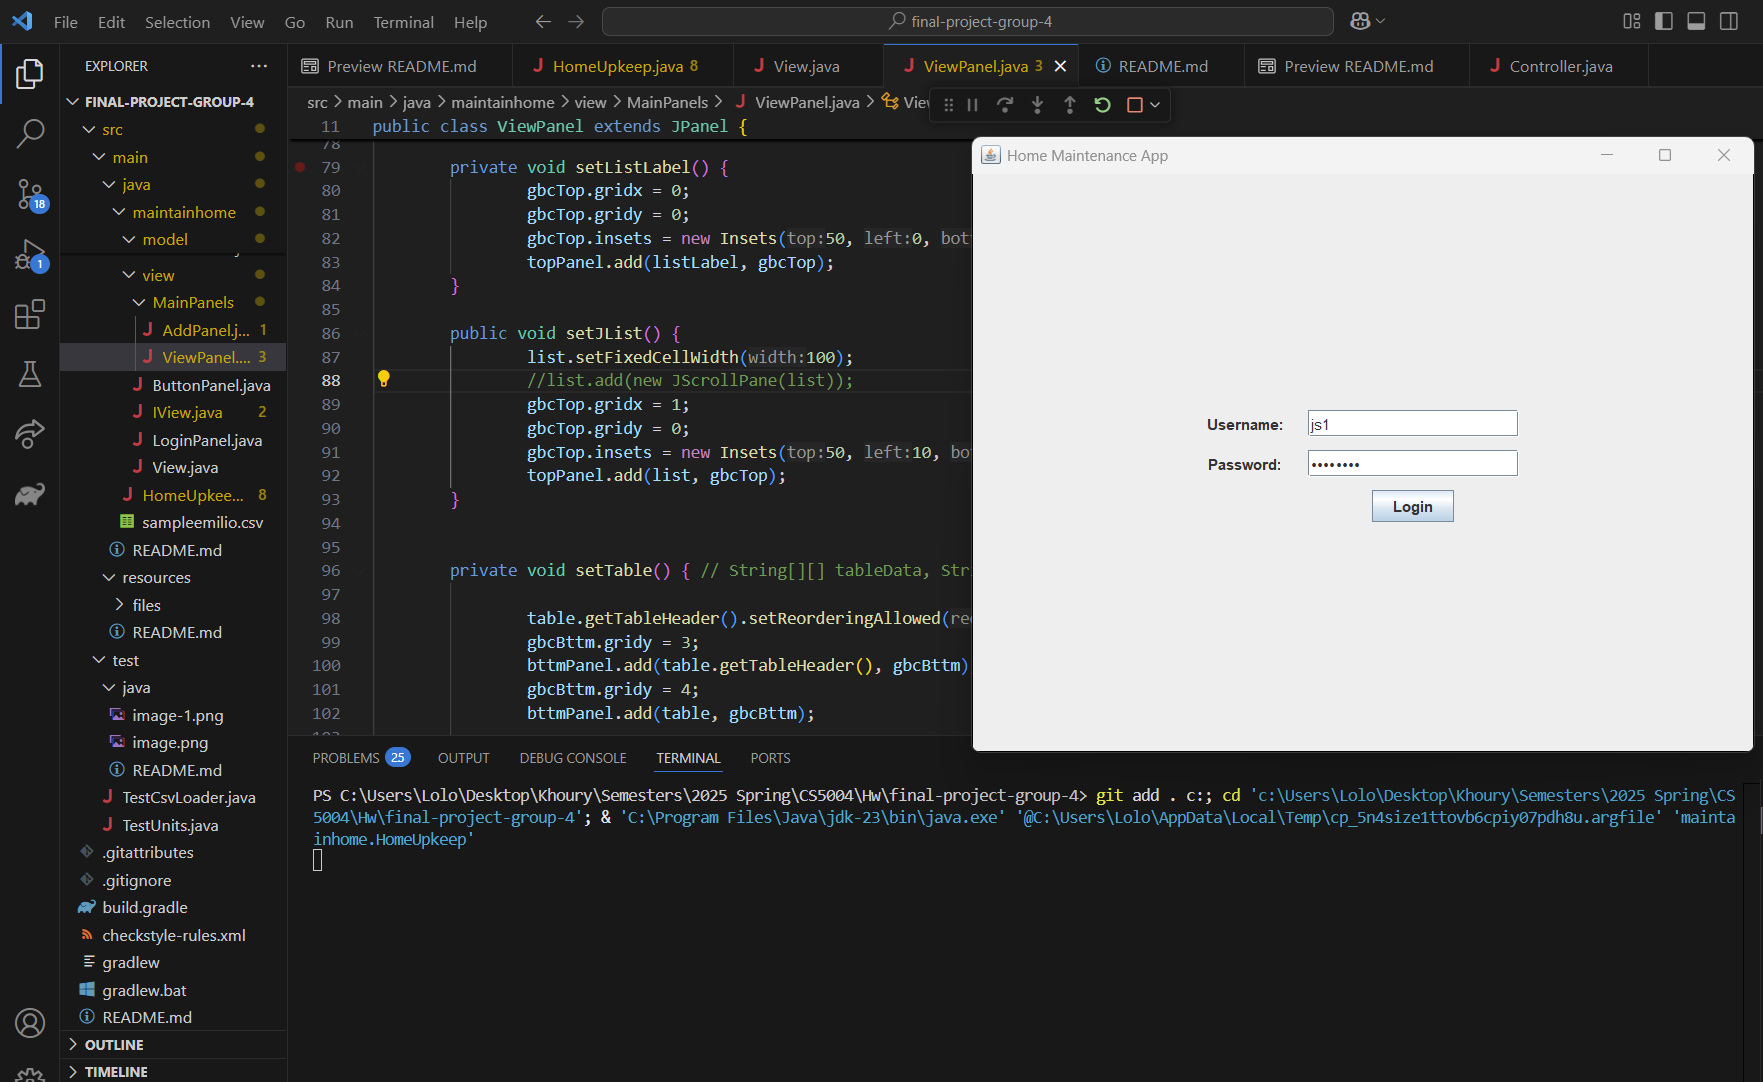 File Edit Selection View Go Run Terminal Help
final-project-group-4
EXPLORER
FINAL-PROJECT-GROUP-4
src
main
java
maintainhome
model
view
MainPanels
AddPanel.j... 1
ViewPanel.... 3
ButtonPanel.java
IView.java 2
LoginPanel.java
View.java
HomeUpkee... 8
sampleemilio.csv
README.md
resources
files
README.md
test
java
image-1.png
image.png
README.md
TestCsvLoader.java
TestUnits.java
.gitattributes
.gitignore
build.gradle
checkstyle-rules.xml
gradlew
gradlew.bat
README.md
OUTLINE
TIMELINE
18
1
Preview README.md
HomeUpkeep.java 8
View.java
ViewPanel.java 3
README.md
Preview README.md
Controller.java
src > main > java > maintainhome > view > MainPanels > ViewPanel.java >
11 public class ViewPanel extends JPanel {
78
79 private void setListLabel() {
80 gbcTop.gridx = 0;
81 gbcTop.gridy = 0;
82 gbcTop.insets = new Insets(top:50, left:0,
83 topPanel.add(listLabel, gbcTop);
84 }
85
86 public void setJList() {
87 list.setFixedCellWidth(width:100);
88 //list.add(new JScrollPane(list));
89 gbcTop.gridx = 1;
90 gbcTop.gridy = 0;
91 gbcTop.insets = new Insets(top:50, left:10,
92 topPanel.add(list, gbcTop);
93 }
94
95
96 private void setTable() { // String[][] tableData,
97
98 table.getTableHeader().setReorderingAllowed(
99 gbcBttm.gridy = 3;
100 bttmPanel.add(table.getTableHeader(), gbcBttm)
101 gbcBttm.gridy = 4;
102 bttmPanel.add(table, gbcBttm);
Home Maintenance App
Username: js1
Password: ••••••••
Login
PROBLEMS 25 OUTPUT DEBUG CONSOLE TERMINAL PORTS
PS C:\Users\Lolo\Desktop\Khoury\Semesters\2025 Spring\CS5004\Hw\final-project-group-4> git add . c:; cd 'c:\Users\Lolo\Desktop\Khoury\Semesters\2025 Spring\CS
5004\Hw\final-project-group-4'; & 'C:\Program Files\Java\jdk-23\bin\java.exe' '@C:\Users\Lolo\AppData\Local\Temp\cp_5n4size1ttovb6cpiy07pdh8u.argfile' 'mainta
inhome.HomeUpkeep'